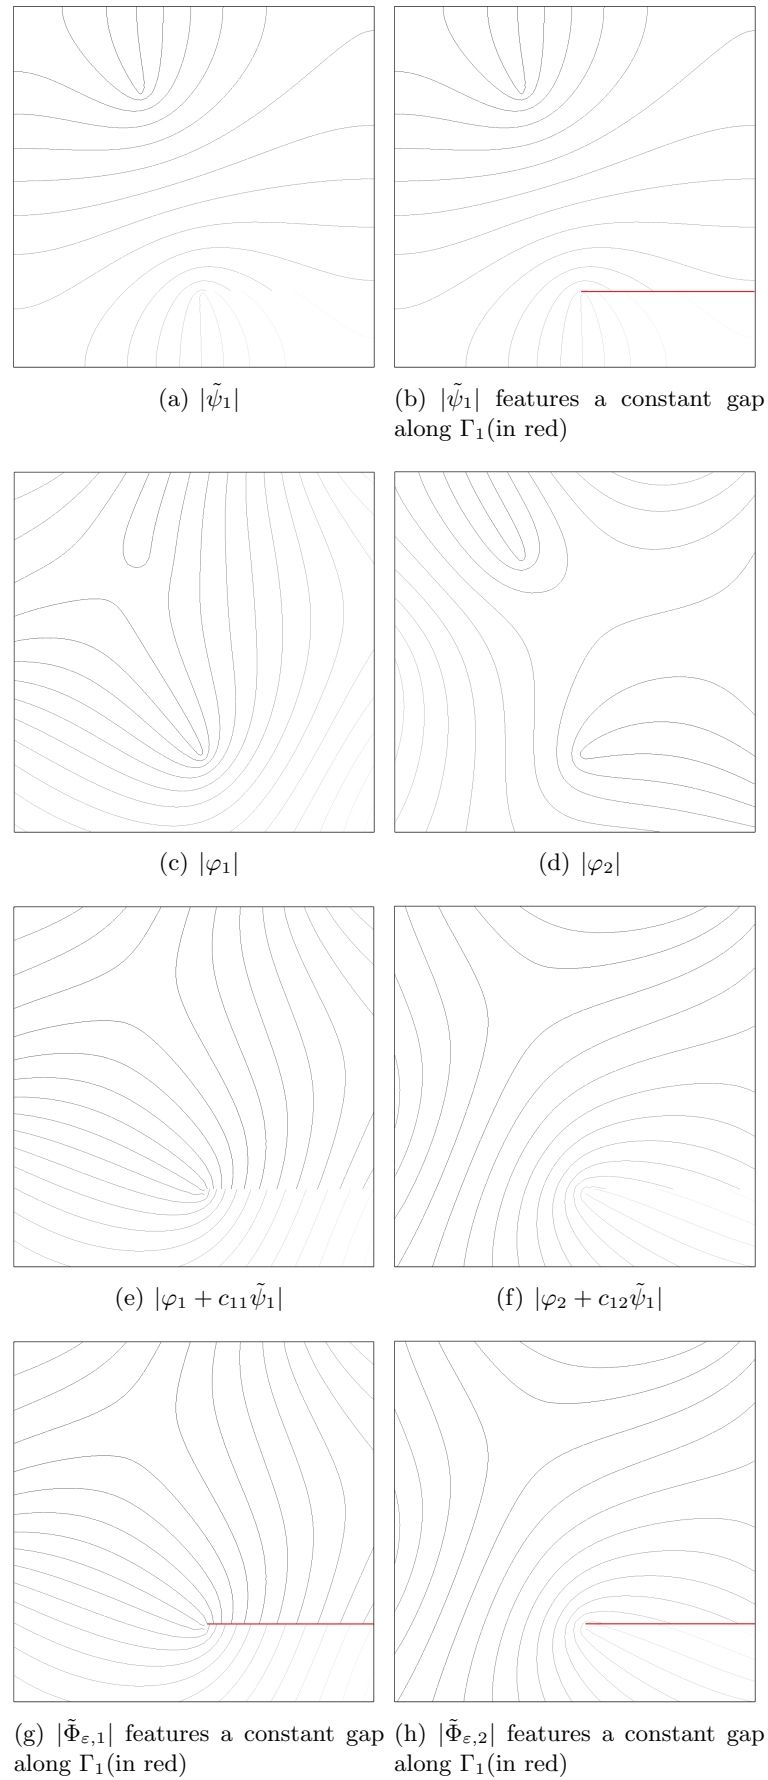 (a) |ψ̃₁|
(b) |ψ̃₁| features a constant gap
along Γ₁(in red)
(c) |φ₁|
(d) |φ₂|
(e) |φ₁ + c₁₁ψ̃₁|
(f) |φ₂ + c₁₂ψ̃₁|
(g) |Φ̃ε,₁| features a constant gap
along Γ₁(in red)
(h) |Φ̃ε,₂| features a constant gap
along Γ₁(in red)